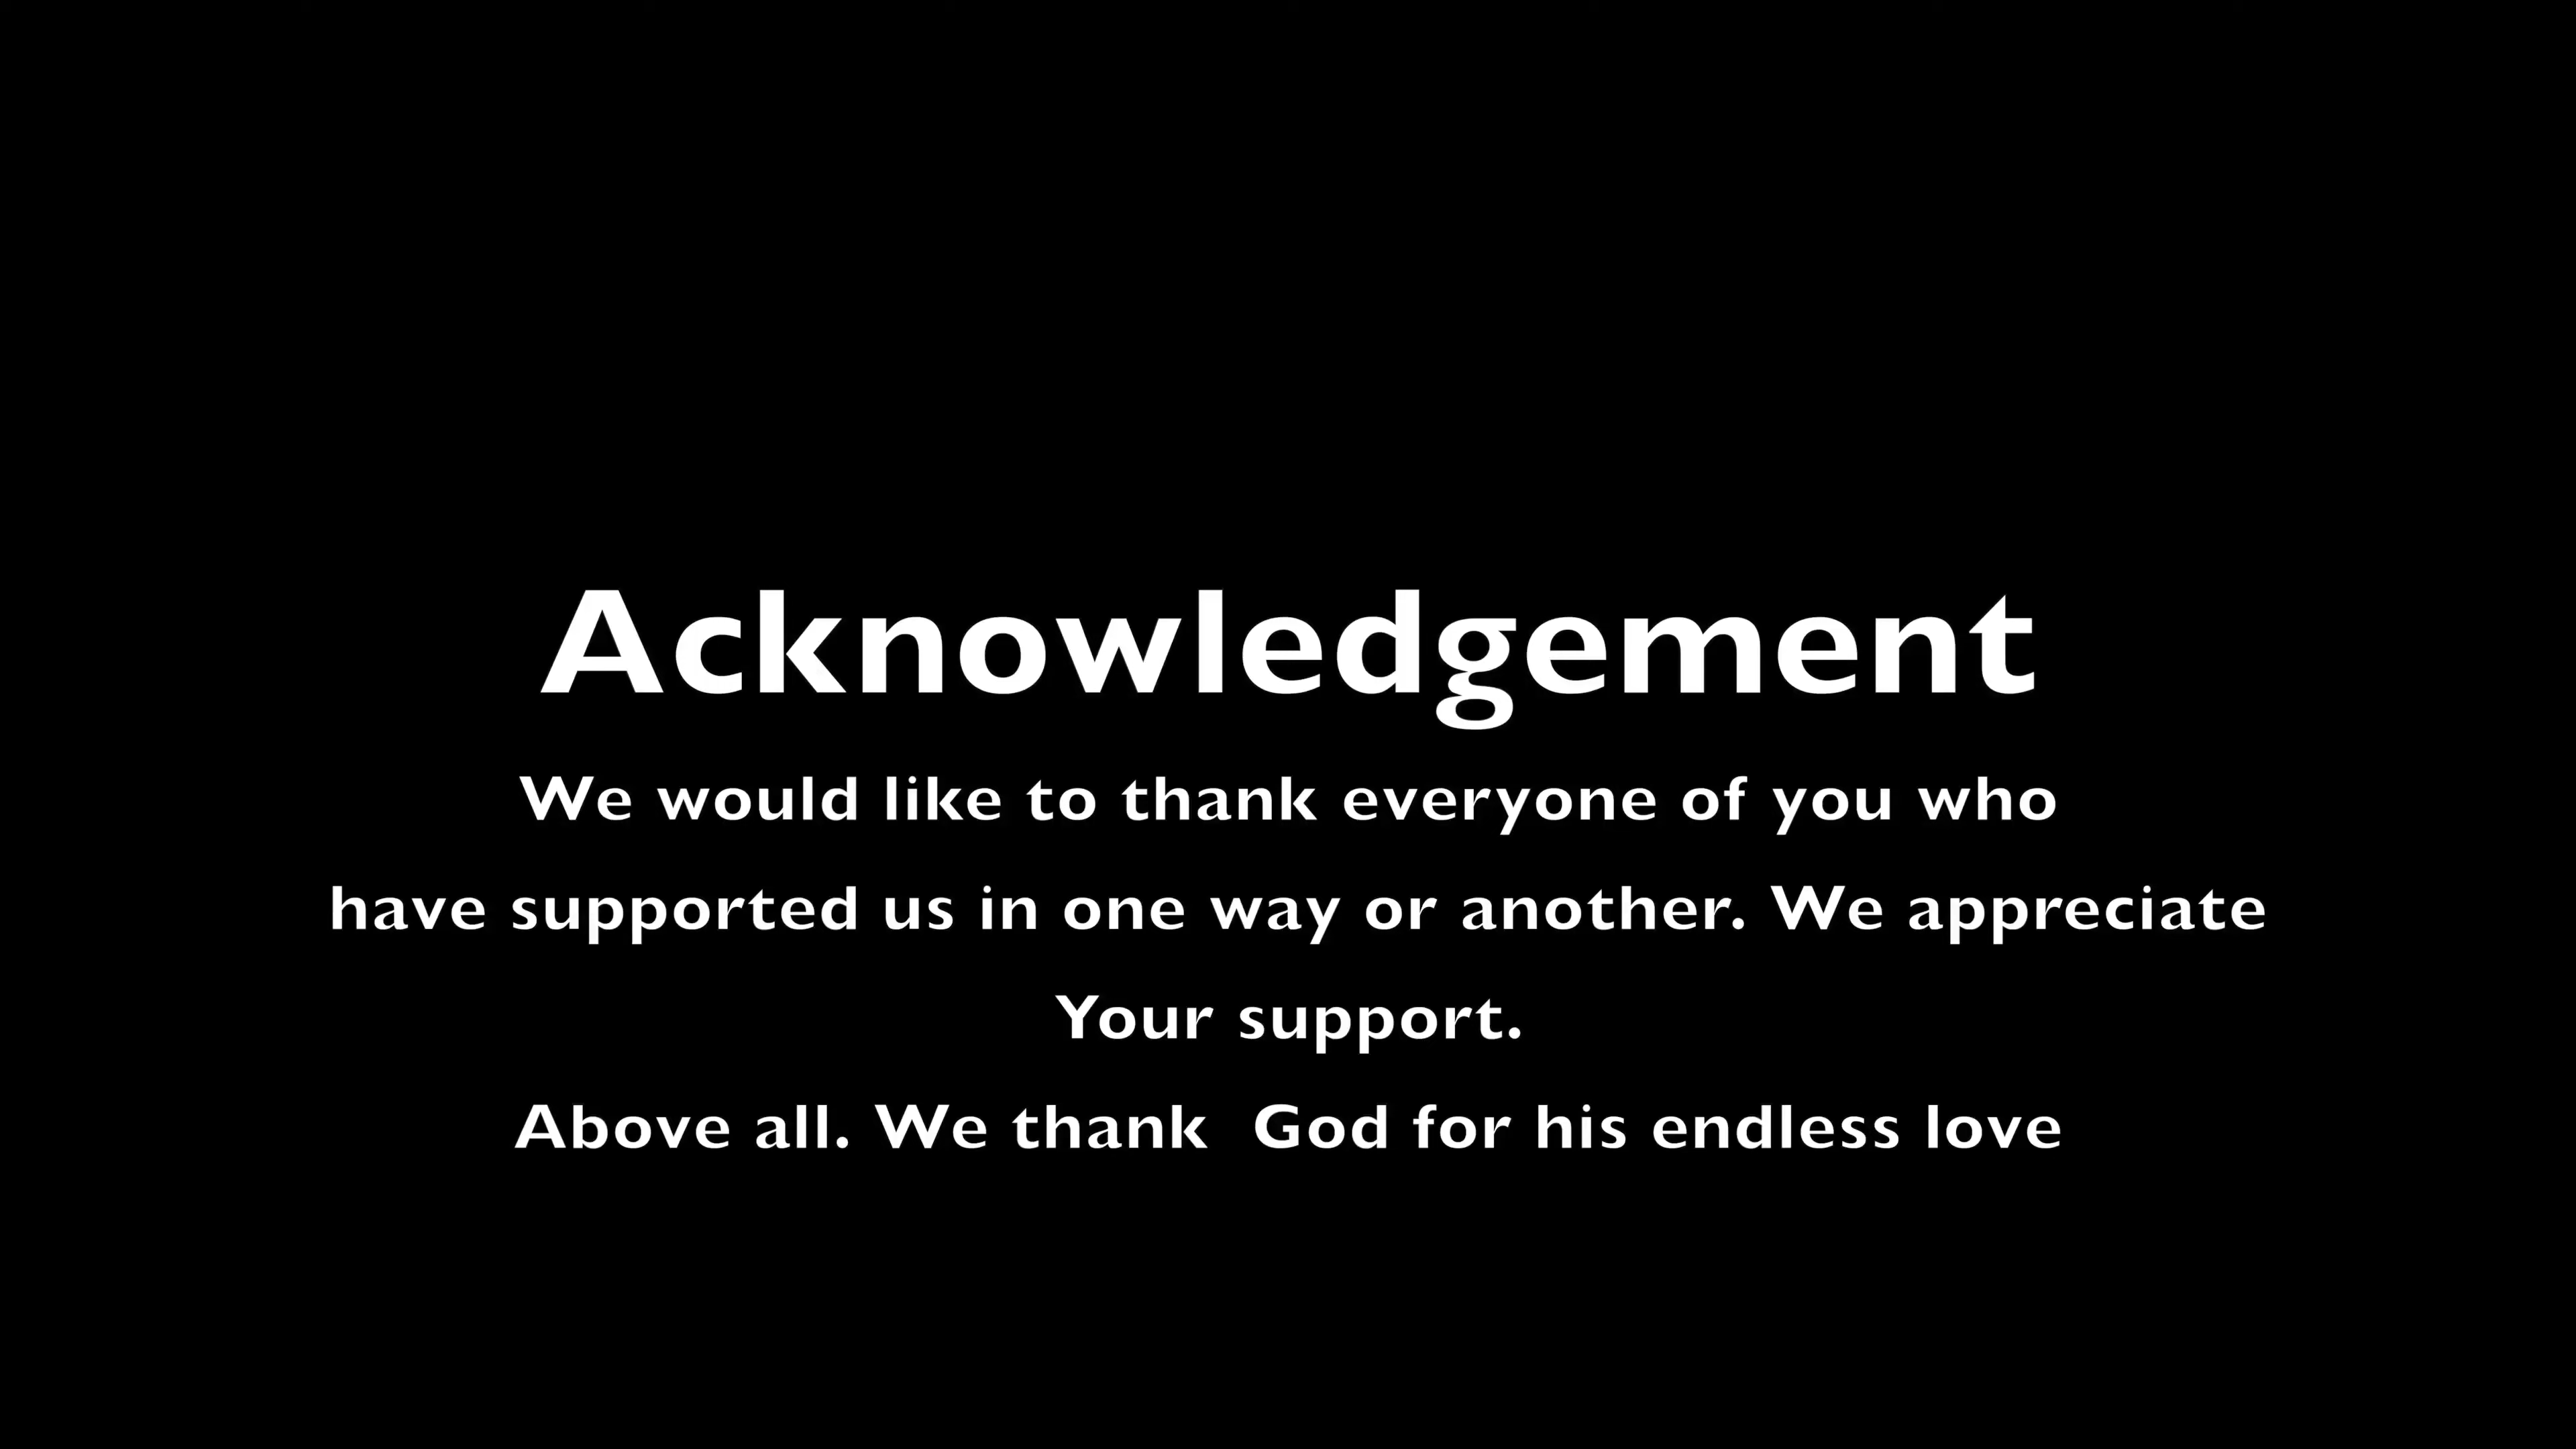 Acknowledgement
We would like to thank everyone of you who
have supported us in one way or another. We appreciate
Your support.
Above all. We thank  God for his endless love